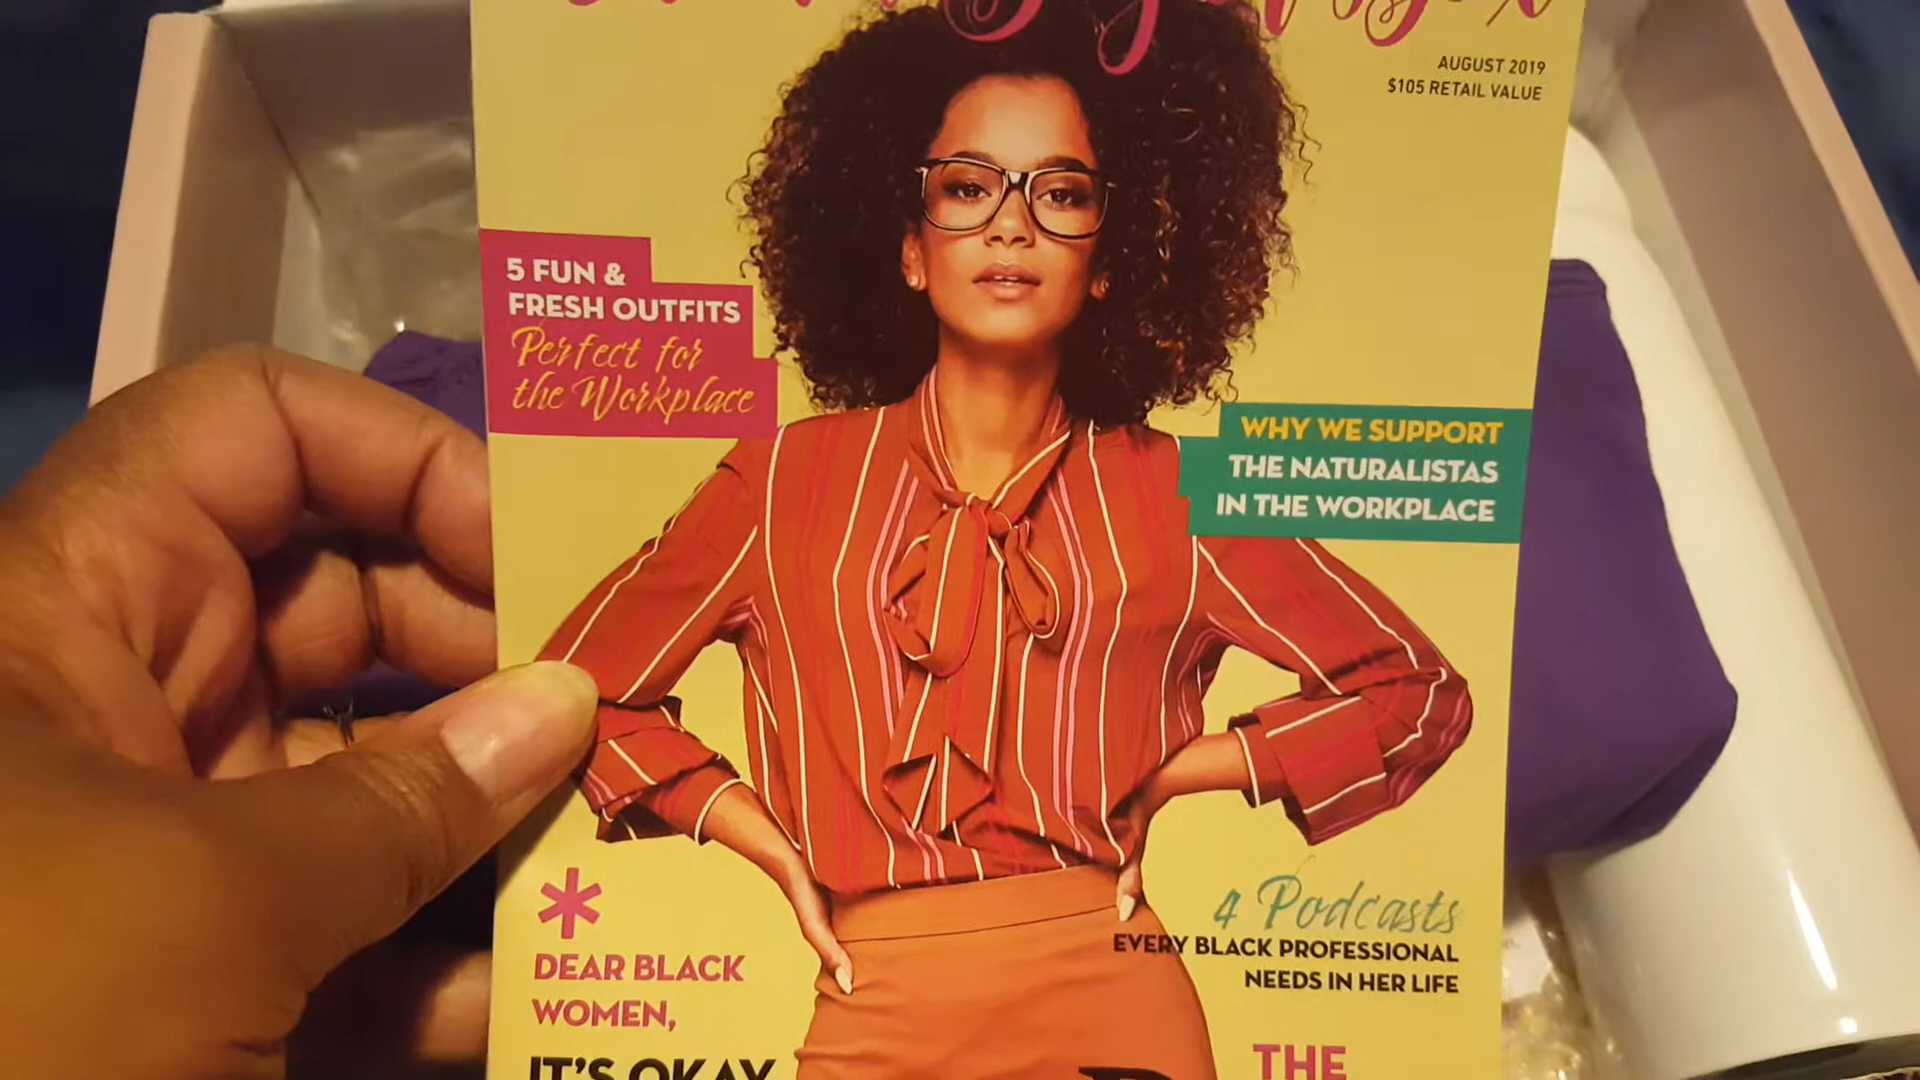 AUGUST 2019
$105 RETAIL VALUE
5 FUN &
FRESH OUTFITS
Perfect for
the Workplace
WHY WE SUPPORT
THE NATURALISTAS
IN THE WORKPLACE
4 Podcasts
EVERY BLACK PROFESSIONAL
NEEDS IN HER LIFE
*
DEAR BLACK
WOMEN,
IT'S OKAY
THE